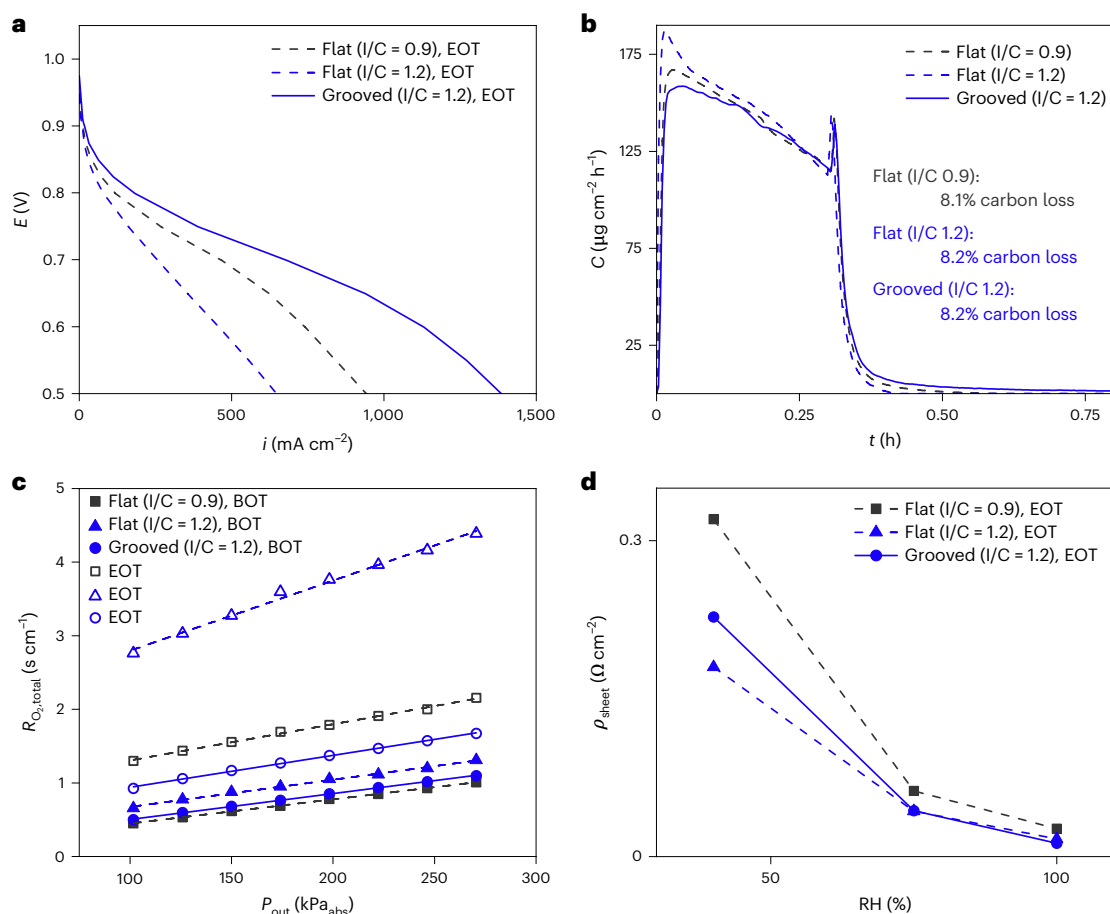 a
Flat (I/C = 0.9), EOT
Flat (I/C = 1.2), EOT
Grooved (I/C = 1.2), EOT
1.0
0.9
0.8
0.7
0.6
0.5
E (V)
0
500
1,000
1,500
i (mA cm⁻²)
b
Flat (I/C = 0.9)
Flat (I/C = 1.2)
Grooved (I/C = 1.2)
175
125
75
25
C (µg cm⁻² h⁻¹)
Flat (I/C 0.9):
8.1% carbon loss
Flat (I/C 1.2):
8.2% carbon loss
Grooved (I/C 1.2):
8.2% carbon loss
0
0.25
0.50
0.75
t (h)
c
Flat (I/C = 0.9), BOT
Flat (I/C = 1.2), BOT
Grooved (I/C = 1.2), BOT
EOT
EOT
EOT
5
4
3
2
1
0
R_O₂,total (s cm⁻¹)
100
150
200
250
300
P_out (kPa_abs)
d
Flat (I/C = 0.9), EOT
Flat (I/C = 1.2), EOT
Grooved (I/C = 1.2), EOT
0.3
0
ρ_sheet (Ω cm⁻²)
50
100
RH (%)